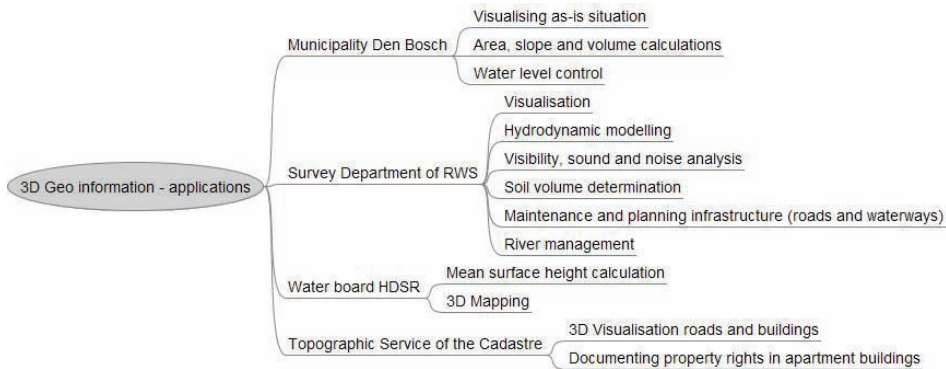 3D Geo information - applications
Municipality Den Bosch
Visualising as-is situation
Area, slope and volume calculations
Water level control
Survey Department of RWS
Visualisation
Hydrodynamic modelling
Visibility, sound and noise analysis
Soil volume determination
Maintenance and planning infrastructure (roads and waterways)
River management
Water board HDSR
Mean surface height calculation
3D Mapping
Topographic Service of the Cadastre
3D Visualisation roads and buildings
Documenting property rights in apartment buildings